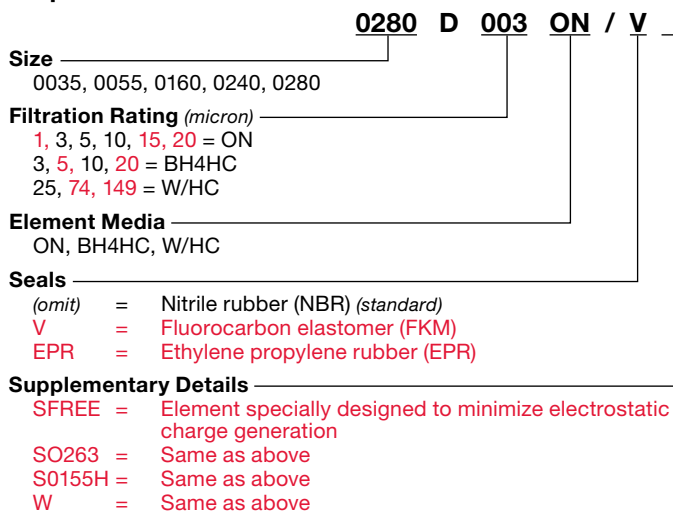 0280 D 003 ON / V _
Size
0035, 0055, 0160, 0240, 0280
Filtration Rating (micron)
1, 3, 5, 10, 15, 20 = ON
3, 5, 10, 20 = BH4HC
25, 74, 149 = W/HC
Element Media
ON, BH4HC, W/HC
Seals
(omit) = Nitrile rubber (NBR) (standard)
V = Fluorocarbon elastomer (FKM)
EPR = Ethylene propylene rubber (EPR)
Supplementary Details
SFREE = Element specially designed to minimize electrostatic
charge generation
SO263 = Same as above
S0155H = Same as above
W = Same as above